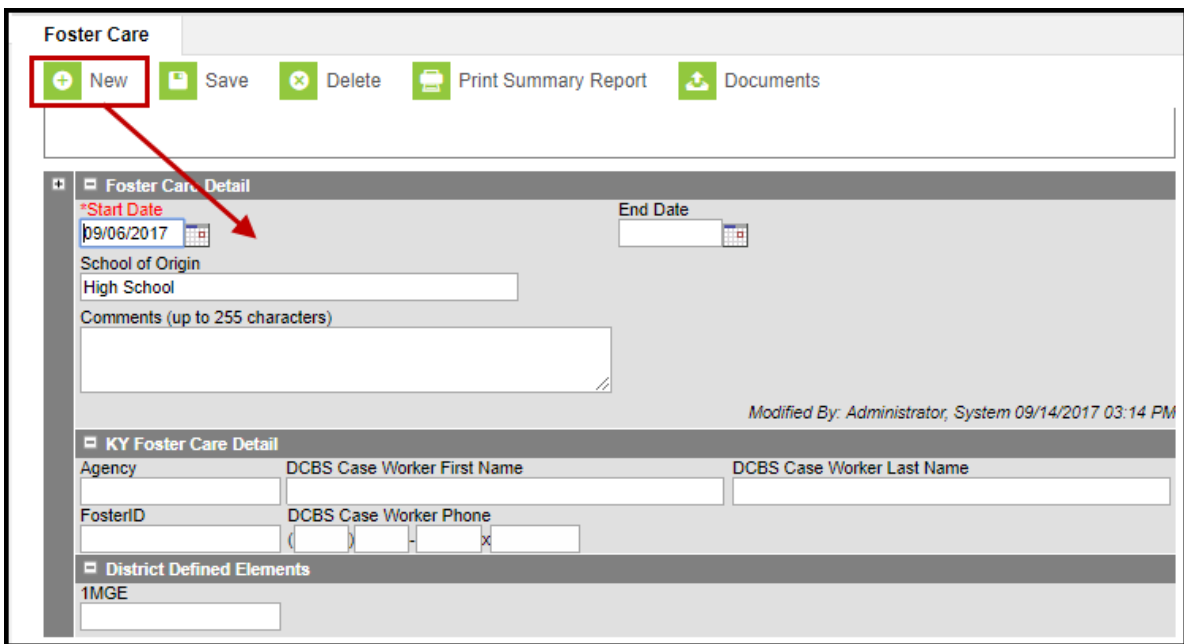 Foster Care
New Save Delete Print Summary Report Documents
Foster Care Detail
*Start Date End Date
09/06/2017
School of Origin
High School
Comments (up to 255 characters)
Modified By: Administrator, System 09/14/2017 03:14 PM
KY Foster Care Detail
Agency DCBS Case Worker First Name DCBS Case Worker Last Name
FosterID DCBS Case Worker Phone
( ) - x
District Defined Elements
1MGE